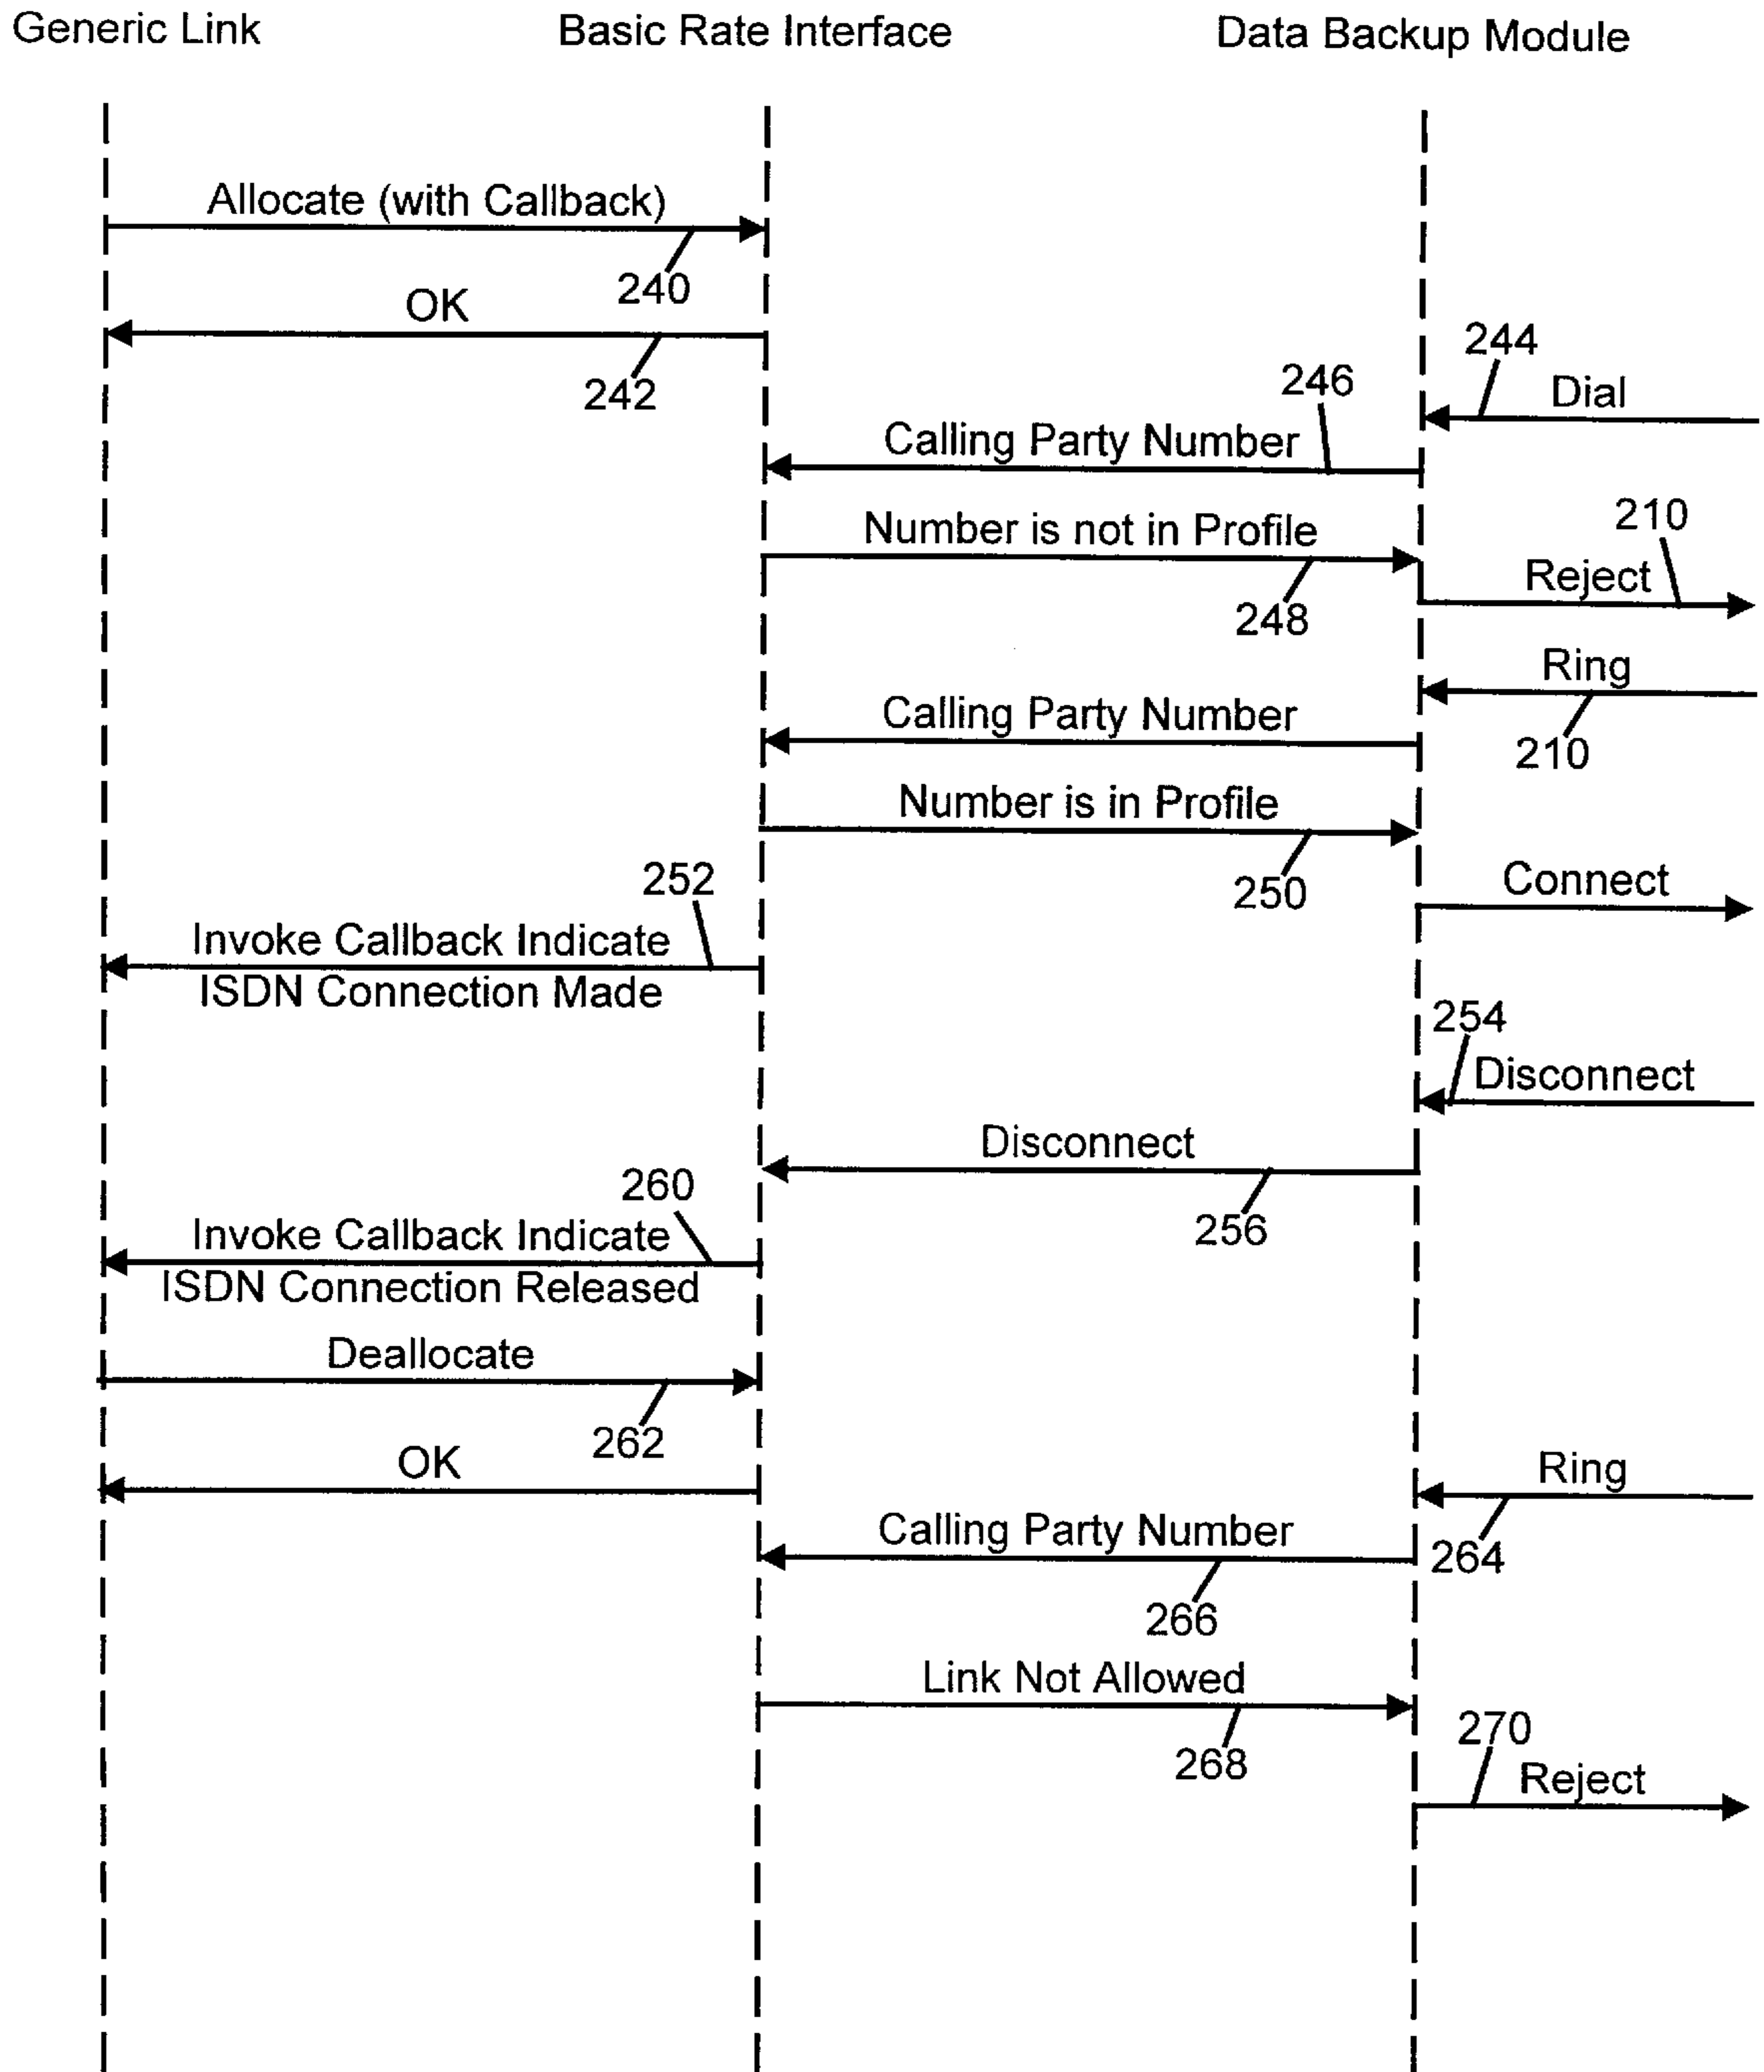 Generic Link
Basic Rate Interface
Data Backup Module
Allocate (with Callback)
240
OK
242
244
Dial
246
Calling Party Number
Number is not in Profile
248
210
Reject
Ring
210
Calling Party Number
Number is in Profile
250
Connect
252
Invoke Callback Indicate
ISDN Connection Made
254
Disconnect
Disconnect
256
260
Invoke Callback Indicate
ISDN Connection Released
Deallocate
262
OK
Ring
264
Calling Party Number
266
Link Not Allowed
268
270
Reject